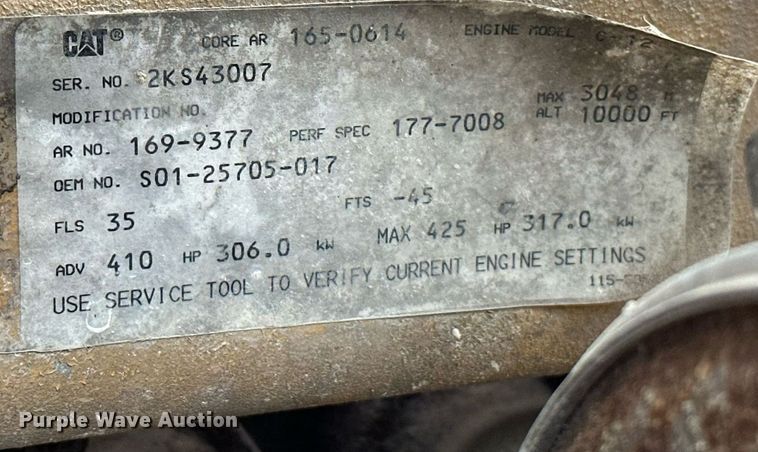 CAT® CORE AR 165-0614 ENGINE MODEL C-12
SER. NO. 2KS43007
MODIFICATION NO. MAX 3048 M
AR NO. 169-9377 PERF SPEC 177-7008 ALT 10000 FT
OEM NO. S01-25705-017
FLS 35 FTS -45
ADV 410 HP 306.0 kW MAX 425 HP 317.0 kW
USE SERVICE TOOL TO VERIFY CURRENT ENGINE SETTINGS
Purple Wave Auction